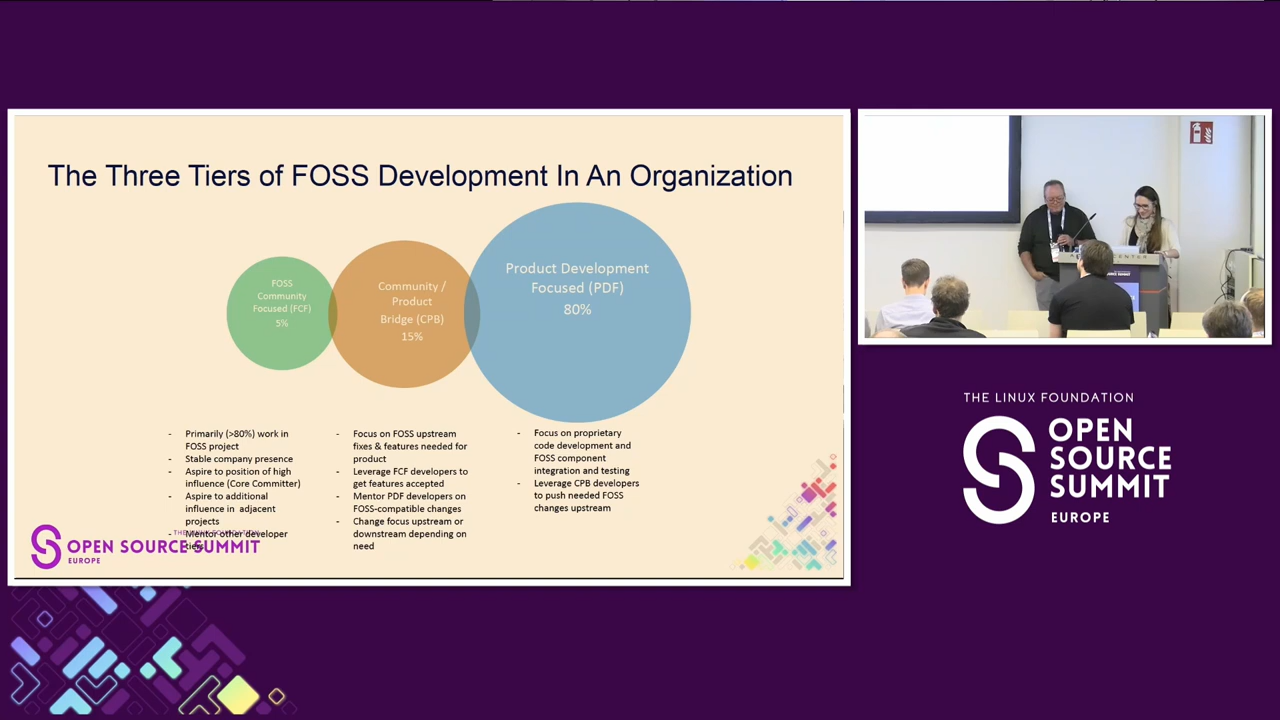 The Three Tiers of FOSS Development In An Organization
FOSS
Community
Focused (FCF)
5%
Community /
Product
Bridge (CPB)
15%
Product Development
Focused (PDF)
80%
- Primarily (>80%) work in
FOSS project
- Stable company presence
- Aspire to position of high
influence (Core Committer)
- Aspire to additional
influence in adjacent
projects
- Mentor other developer
tiers
- Focus on FOSS upstream
fixes & features needed for
product
- Leverage FCF developers to
get features accepted
- Mentor PDF developers on
FOSS-compatible changes
- Change focus upstream or
downstream depending on
need
- Focus on proprietary
code development and
FOSS component
integration and testing
- Leverage CPB developers
to push needed FOSS
changes upstream
THE LINUX FOUNDATION
OPEN SOURCE SUMMIT
EUROPE
THE LINUX FOUNDATION
OPEN
SOURCE
SUMMIT
EUROPE